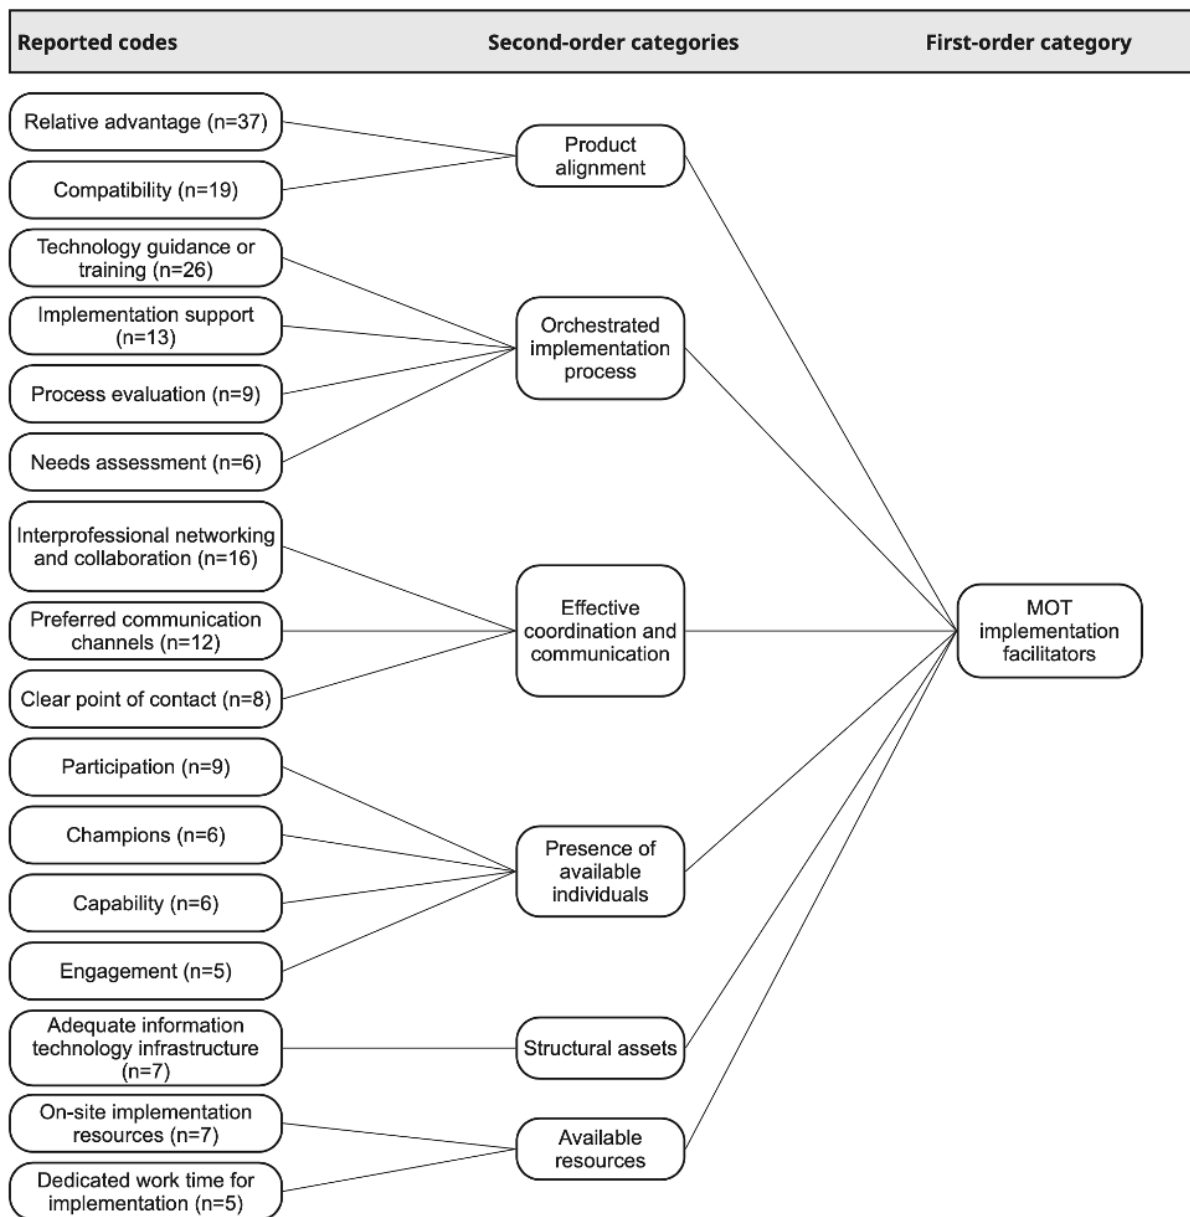 Reported codes
Second-order categories
First-order category
Relative advantage (n=37)
Compatibility (n=19)
Technology guidance or
training (n=26)
Implementation support
(n=13)
Process evaluation (n=9)
Needs assessment (n=6)
Interprofessional networking
and collaboration (n=16)
Preferred communication
channels (n=12)
Clear point of contact (n=8)
Participation (n=9)
Champions (n=6)
Capability (n=6)
Engagement (n=5)
Adequate information
technology infrastructure
(n=7)
On-site implementation
resources (n=7)
Dedicated work time for
implementation (n=5)
Product
alignment
Orchestrated
implementation
process
Effective
coordination and
communication
Presence of
available
individuals
Structural assets
Available
resources
MOT
implementation
facilitators